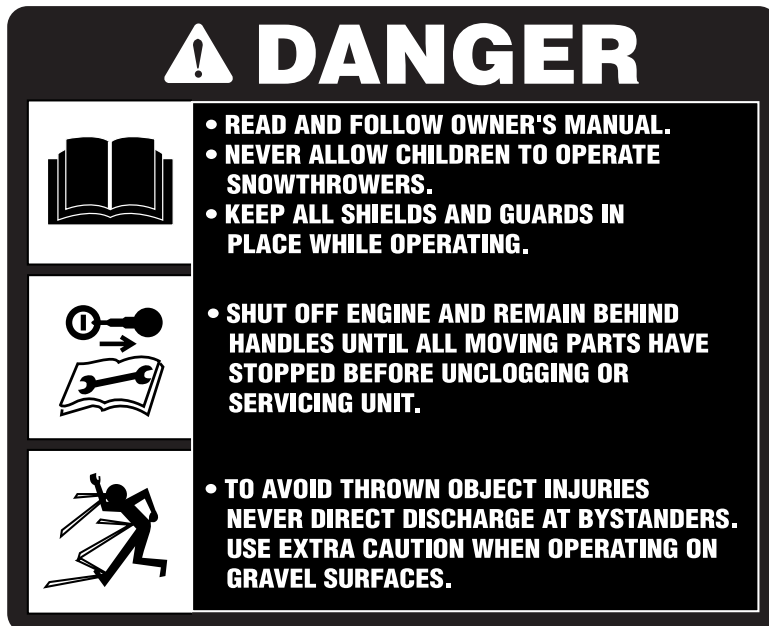 DANGER
• READ AND FOLLOW OWNER'S MANUAL.
• NEVER ALLOW CHILDREN TO OPERATE
SNOWTHROWERS.
• KEEP ALL SHIELDS AND GUARDS IN
PLACE WHILE OPERATING.
• SHUT OFF ENGINE AND REMAIN BEHIND
HANDLES UNTIL ALL MOVING PARTS HAVE
STOPPED BEFORE UNCLOGGING OR
SERVICING UNIT.
• TO AVOID THROWN OBJECT INJURIES
NEVER DIRECT DISCHARGE AT BYSTANDERS.
USE EXTRA CAUTION WHEN OPERATING ON
GRAVEL SURFACES.